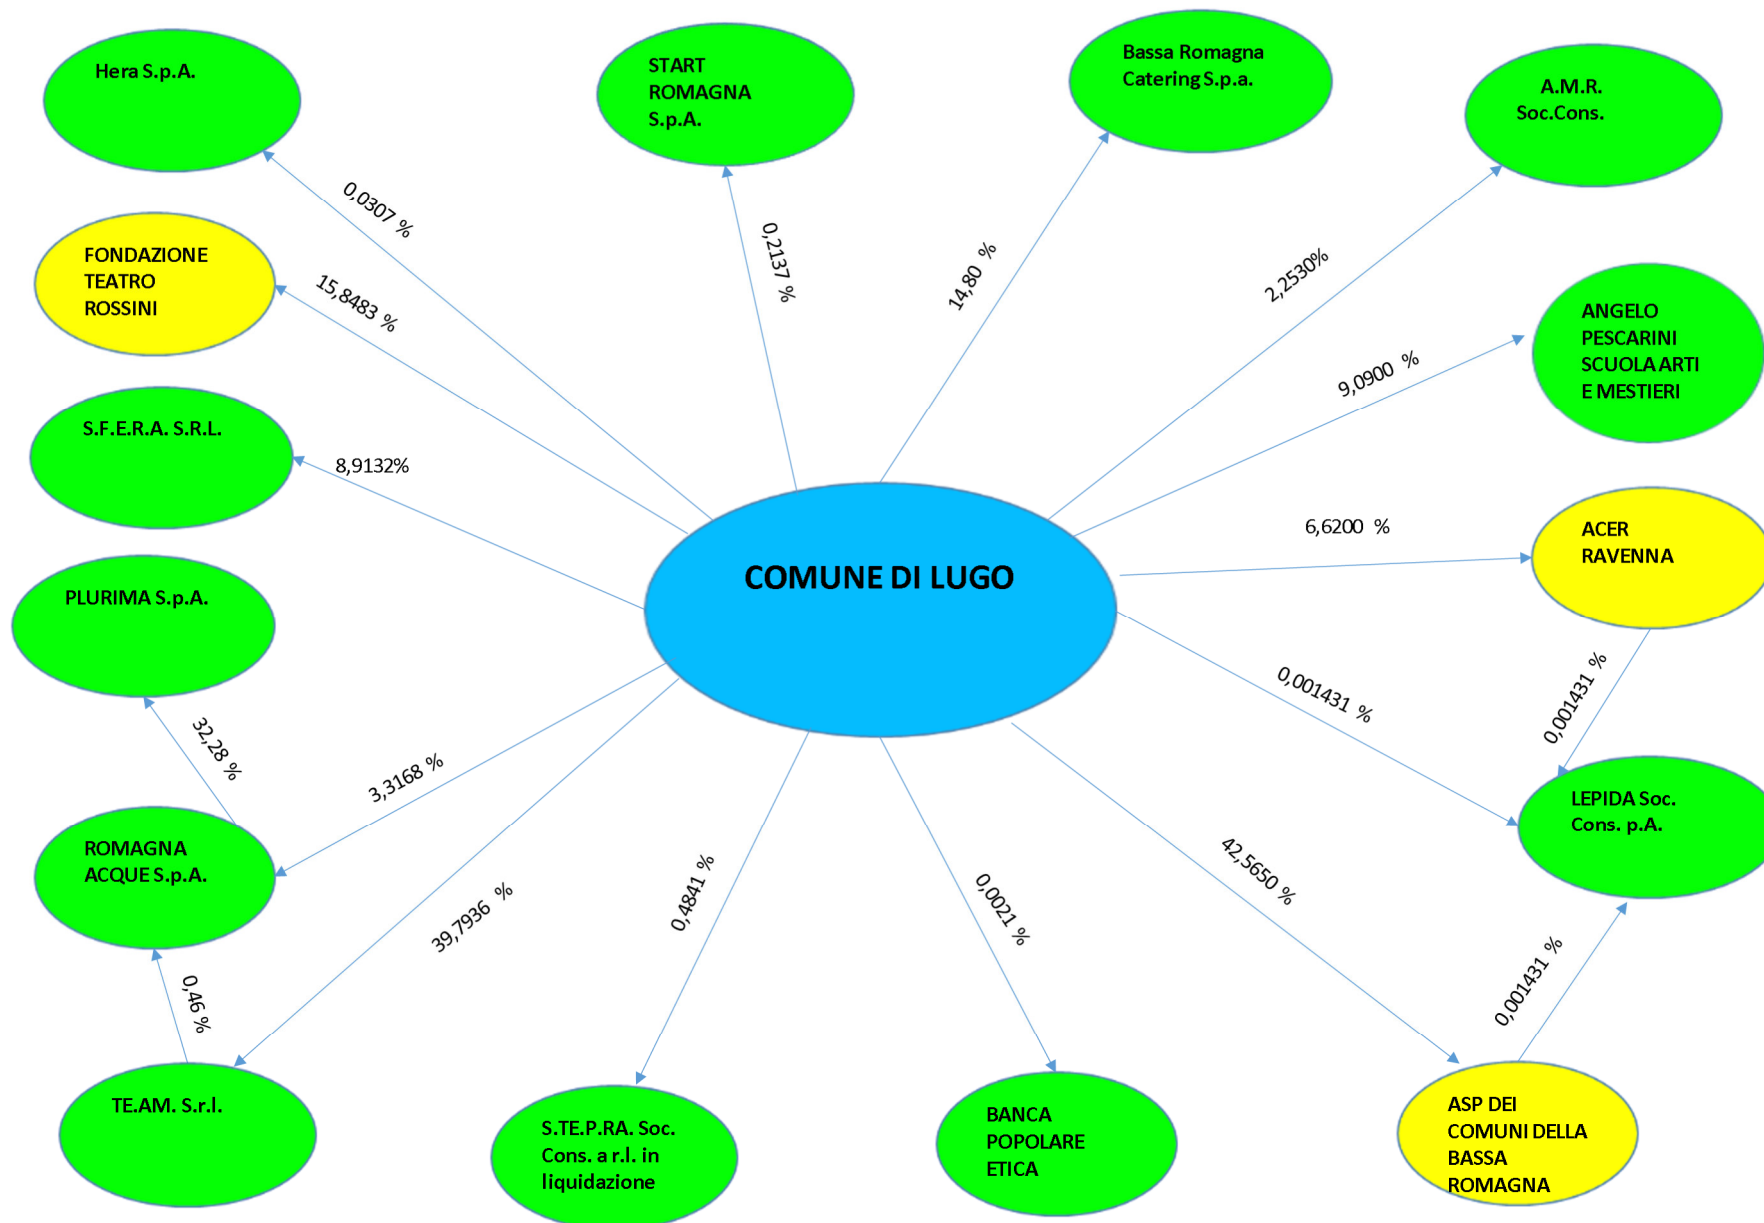 Hera S.p.A.
START
ROMAGNA
S.p.A.
Bassa Romagna
Catering S.p.a.
A.M.R.
Soc.Cons.
0,0307 %
0,2137 %
14,80 %
2,2530%
FONDAZIONE
TEATRO
ROSSINI
15,8483 %
ANGELO
PESCARINI
SCUOLA ARTI
E MESTIERI
9,0900 %
S.F.E.R.A. S.R.L.
8,9132%
COMUNE DI LUGO
6,6200 %
ACER
RAVENNA
PLURIMA S.p.A.
32,28 %
3,3168 %
0,001431 %
0,001431 %
ROMAGNA
ACQUE S.p.A.
LEPIDA Soc.
Cons. p.A.
39,7936 %
0,4841 %
0,0021 %
42,5650 %
0,46 %
0,001431 %
TE.AM. S.r.l.
S.TE.P.RA. Soc.
Cons. a r.l. in
liquidazione
BANCA
POPOLARE
ETICA
ASP DEI
COMUNI DELLA
BASSA
ROMAGNA